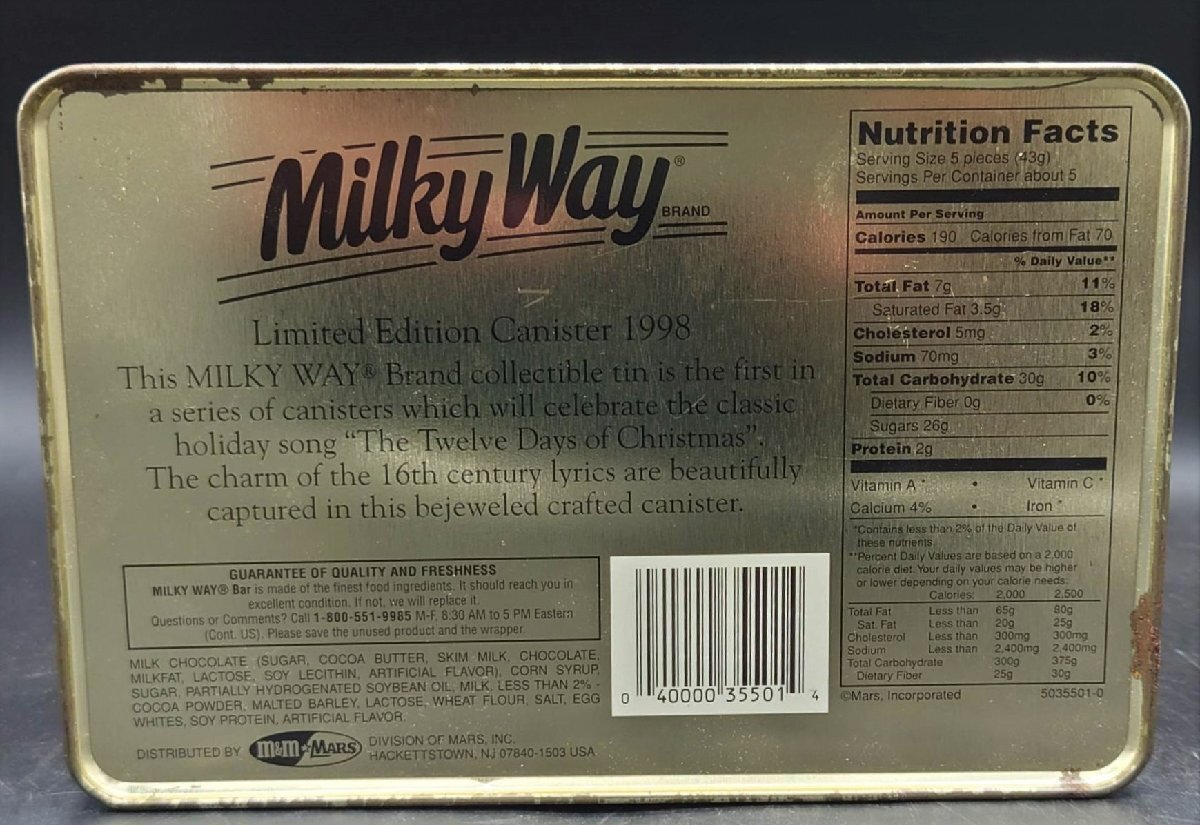 Milky Way®
BRAND
Limited Edition Canister 1998
This MILKY WAY® Brand collectible tin is the first in
a series of canisters which will celebrate the classic
holiday song “The Twelve Days of Christmas”.
The charm of the 16th century lyrics are beautifully
captured in this bejeweled crafted canister.
GUARANTEE OF QUALITY AND FRESHNESS
MILKY WAY® Bar is made of the finest food ingredients. It should reach you in
excellent condition. If not, we will replace it.
Questions or Comments? Call 1-800-551-9985 M-F, 8:30 AM to 5 PM Eastern
(Cont. US). Please save the unused product and the wrapper.
MILK CHOCOLATE (SUGAR, COCOA BUTTER, SKIM MILK, CHOCOLATE,
MILKFAT, LACTOSE, SOY LECITHIN, ARTIFICIAL FLAVOR), CORN SYRUP,
SUGAR, PARTIALLY HYDROGENATED SOYBEAN OIL, MILK, LESS THAN 2% -
COCOA POWDER, MALTED BARLEY, LACTOSE, WHEAT FLOUR, SALT, EGG
WHITES, SOY PROTEIN, ARTIFICIAL FLAVOR.
DISTRIBUTED BY m&m★MARS DIVISION OF MARS, INC.
HACKETTSTOWN, NJ 07840-1503 USA
0 40000 35501 4
Nutrition Facts
Serving Size 5 pieces (43g)
Servings Per Container about 5
Amount Per Serving
Calories 190 Calories from Fat 70
% Daily Value**
Total Fat 7g 11%
Saturated Fat 3.5g 18%
Cholesterol 5mg 2%
Sodium 70mg 3%
Total Carbohydrate 30g 10%
Dietary Fiber 0g 0%
Sugars 26g
Protein 2g
Vitamin A * • Vitamin C *
Calcium 4% • Iron *
*Contains less than 2% of the Daily Value of
these nutrients.
**Percent Daily Values are based on a 2,000
calorie diet. Your daily values may be higher
or lower depending on your calorie needs:
Calories: 2,000 2,500
Total Fat Less than 65g 80g
Sat. Fat Less than 20g 25g
Cholesterol Less than 300mg 300mg
Sodium Less than 2,400mg 2,400mg
Total Carbohydrate 300g 375g
Dietary Fiber 25g 30g
©Mars, Incorporated 5035501-0